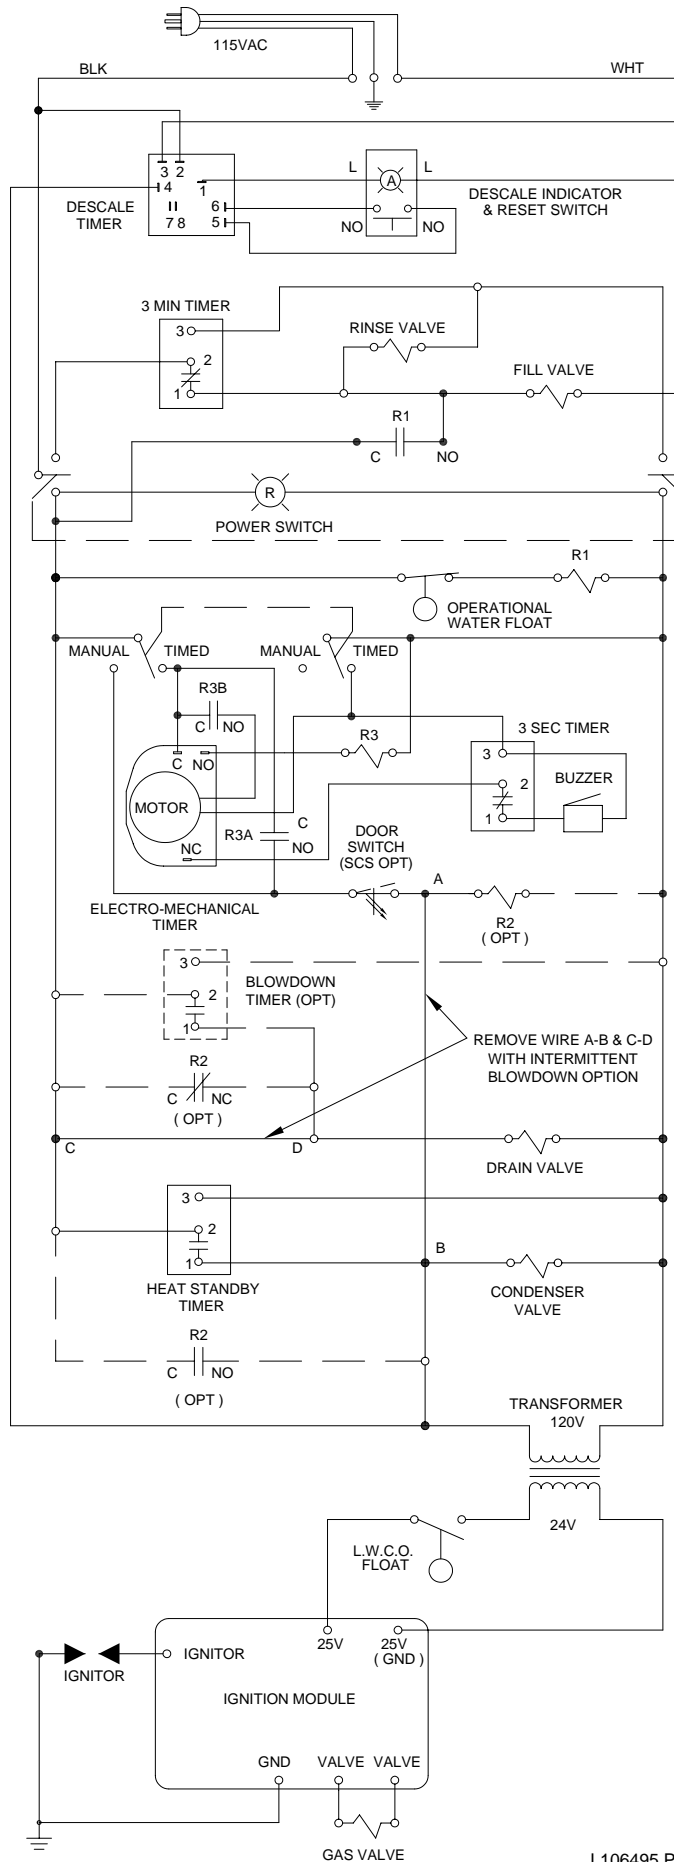 115VAC
BLK
WHT
3 2
4
1
L
A
L
DESCALE
TIMER
6
7 8
5
NO
NO
DESCALE INDICATOR
& RESET SWITCH
3 MIN TIMER
3
RINSE VALVE
2
FILL VALVE
1
R1
C
NO
R
POWER SWITCH
R1
OPERATIONAL
WATER FLOAT
MANUAL
TIMED
MANUAL
TIMED
R3B
C
NO
3 SEC TIMER
R3
3
C
NO
2
BUZZER
MOTOR
C
R3A
NO
1
DOOR
SWITCH
(SCS OPT)
NC
A
ELECTRO-MECHANICAL
TIMER
R2
( OPT )
3
BLOWDOWN
TIMER (OPT)
2
1
REMOVE WIRE A-B & C-D
WITH INTERMITTENT
BLOWDOWN OPTION
R2
C
NC
( OPT )
C
D
DRAIN VALVE
3
2
B
1
HEAT STANDBY
TIMER
CONDENSER
VALVE
R2
C
NO
( OPT )
TRANSFORMER
120V
24V
L.W.C.O.
FLOAT
25V
25V
( GND )
IGNITOR
IGNITOR
IGNITION MODULE
GND
VALVE
VALVE
GAS VALVE